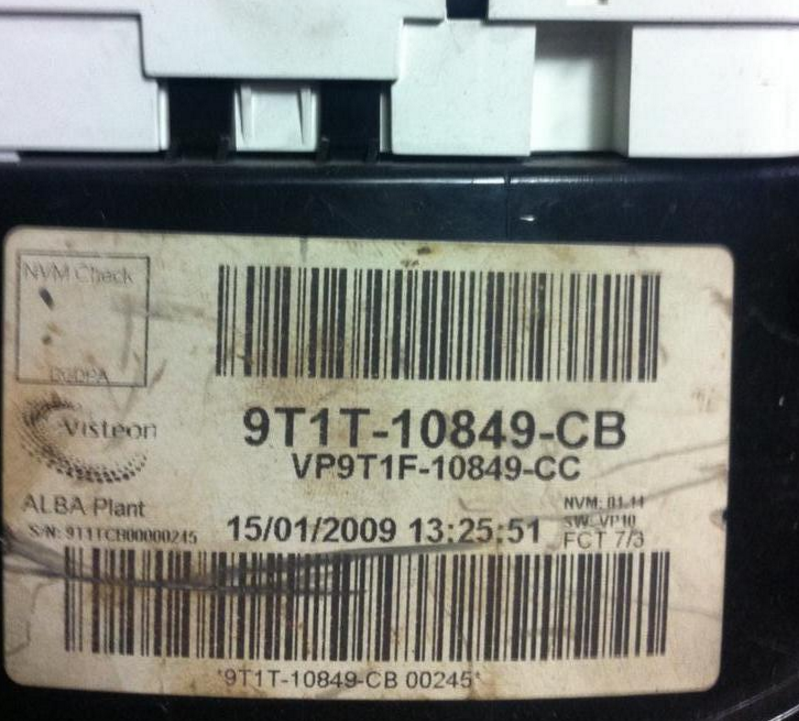 NVM Check
Visteon
9T1T-10849-CB
VP9T1F-10849-CC
ALBA Plant
S/N: 9T1TCB00000245
15/01/2009 13:25:51
NVM: 01.14
SW: VP10
FCT 7/3
*9T1T-10849-CB 00245*